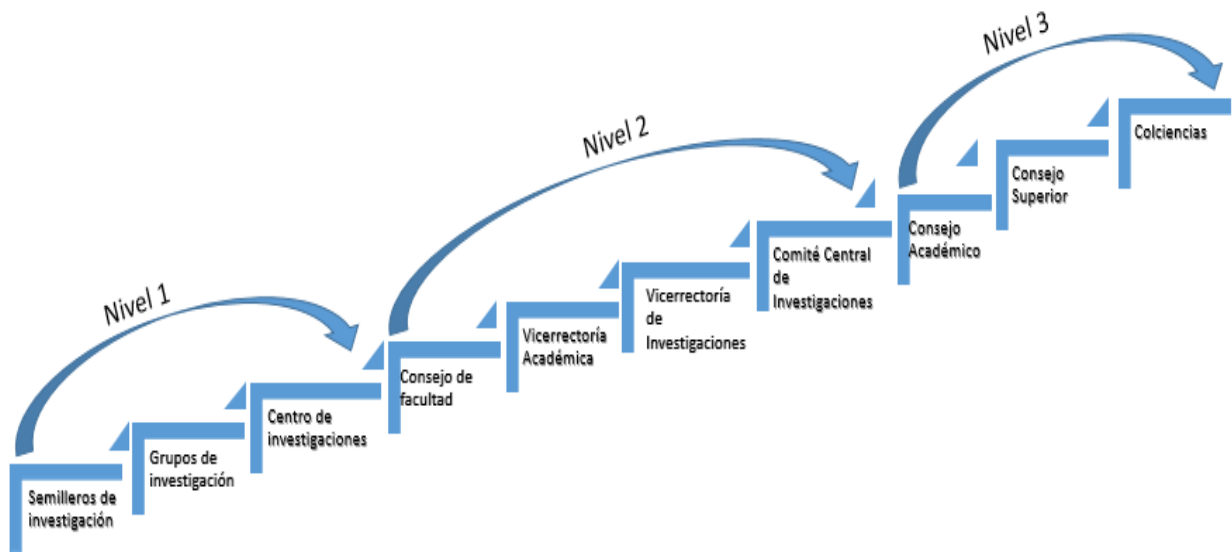 Nivel 1
Nivel 2
Nivel 3
Semilleros de
investigación
Grupos de
investigación
Centro de
investigaciones
Consejo de
facultad
Vicerrectoría
Académica
Vicerrectoría
de
Investigaciones
Comité Central
de
Investigaciones
Consejo
Académico
Consejo
Superior
Colciencias